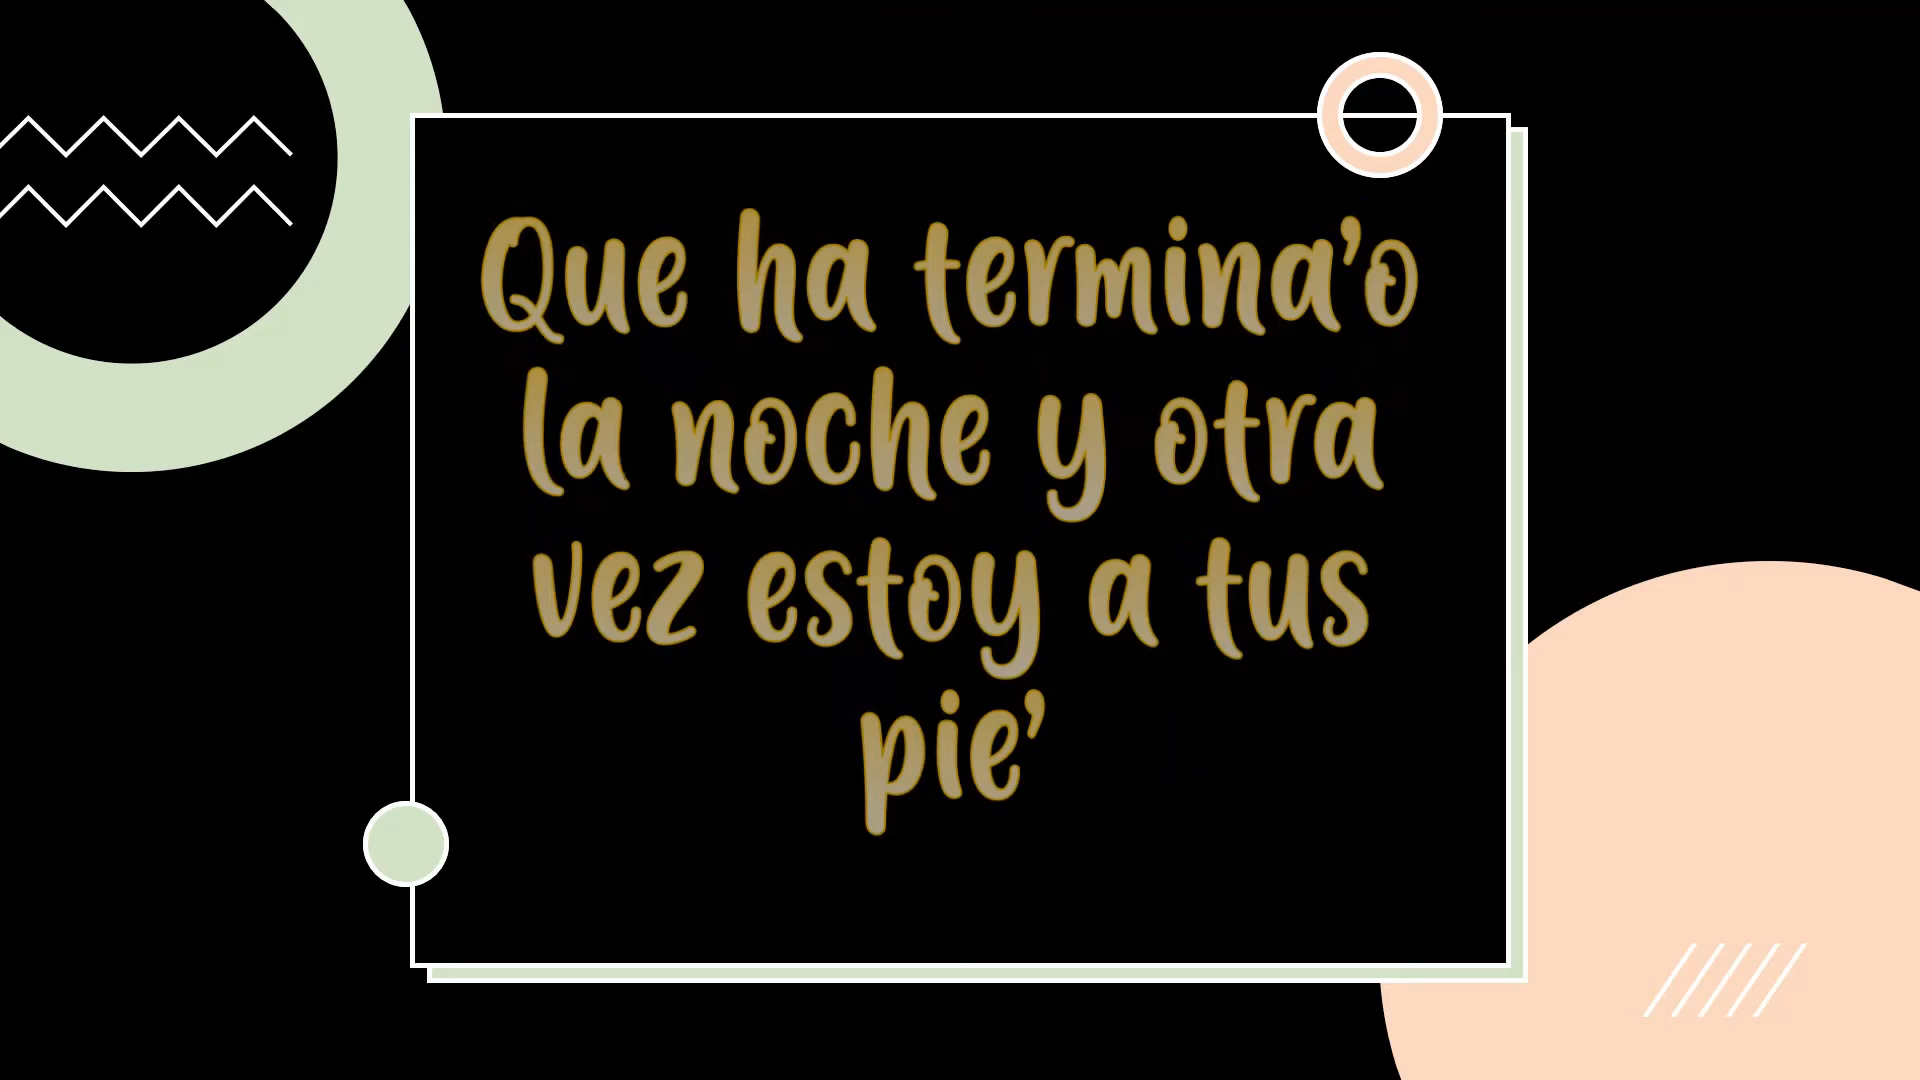 Que ha termina’o
la noche y otra
vez estoy a tus
pie’